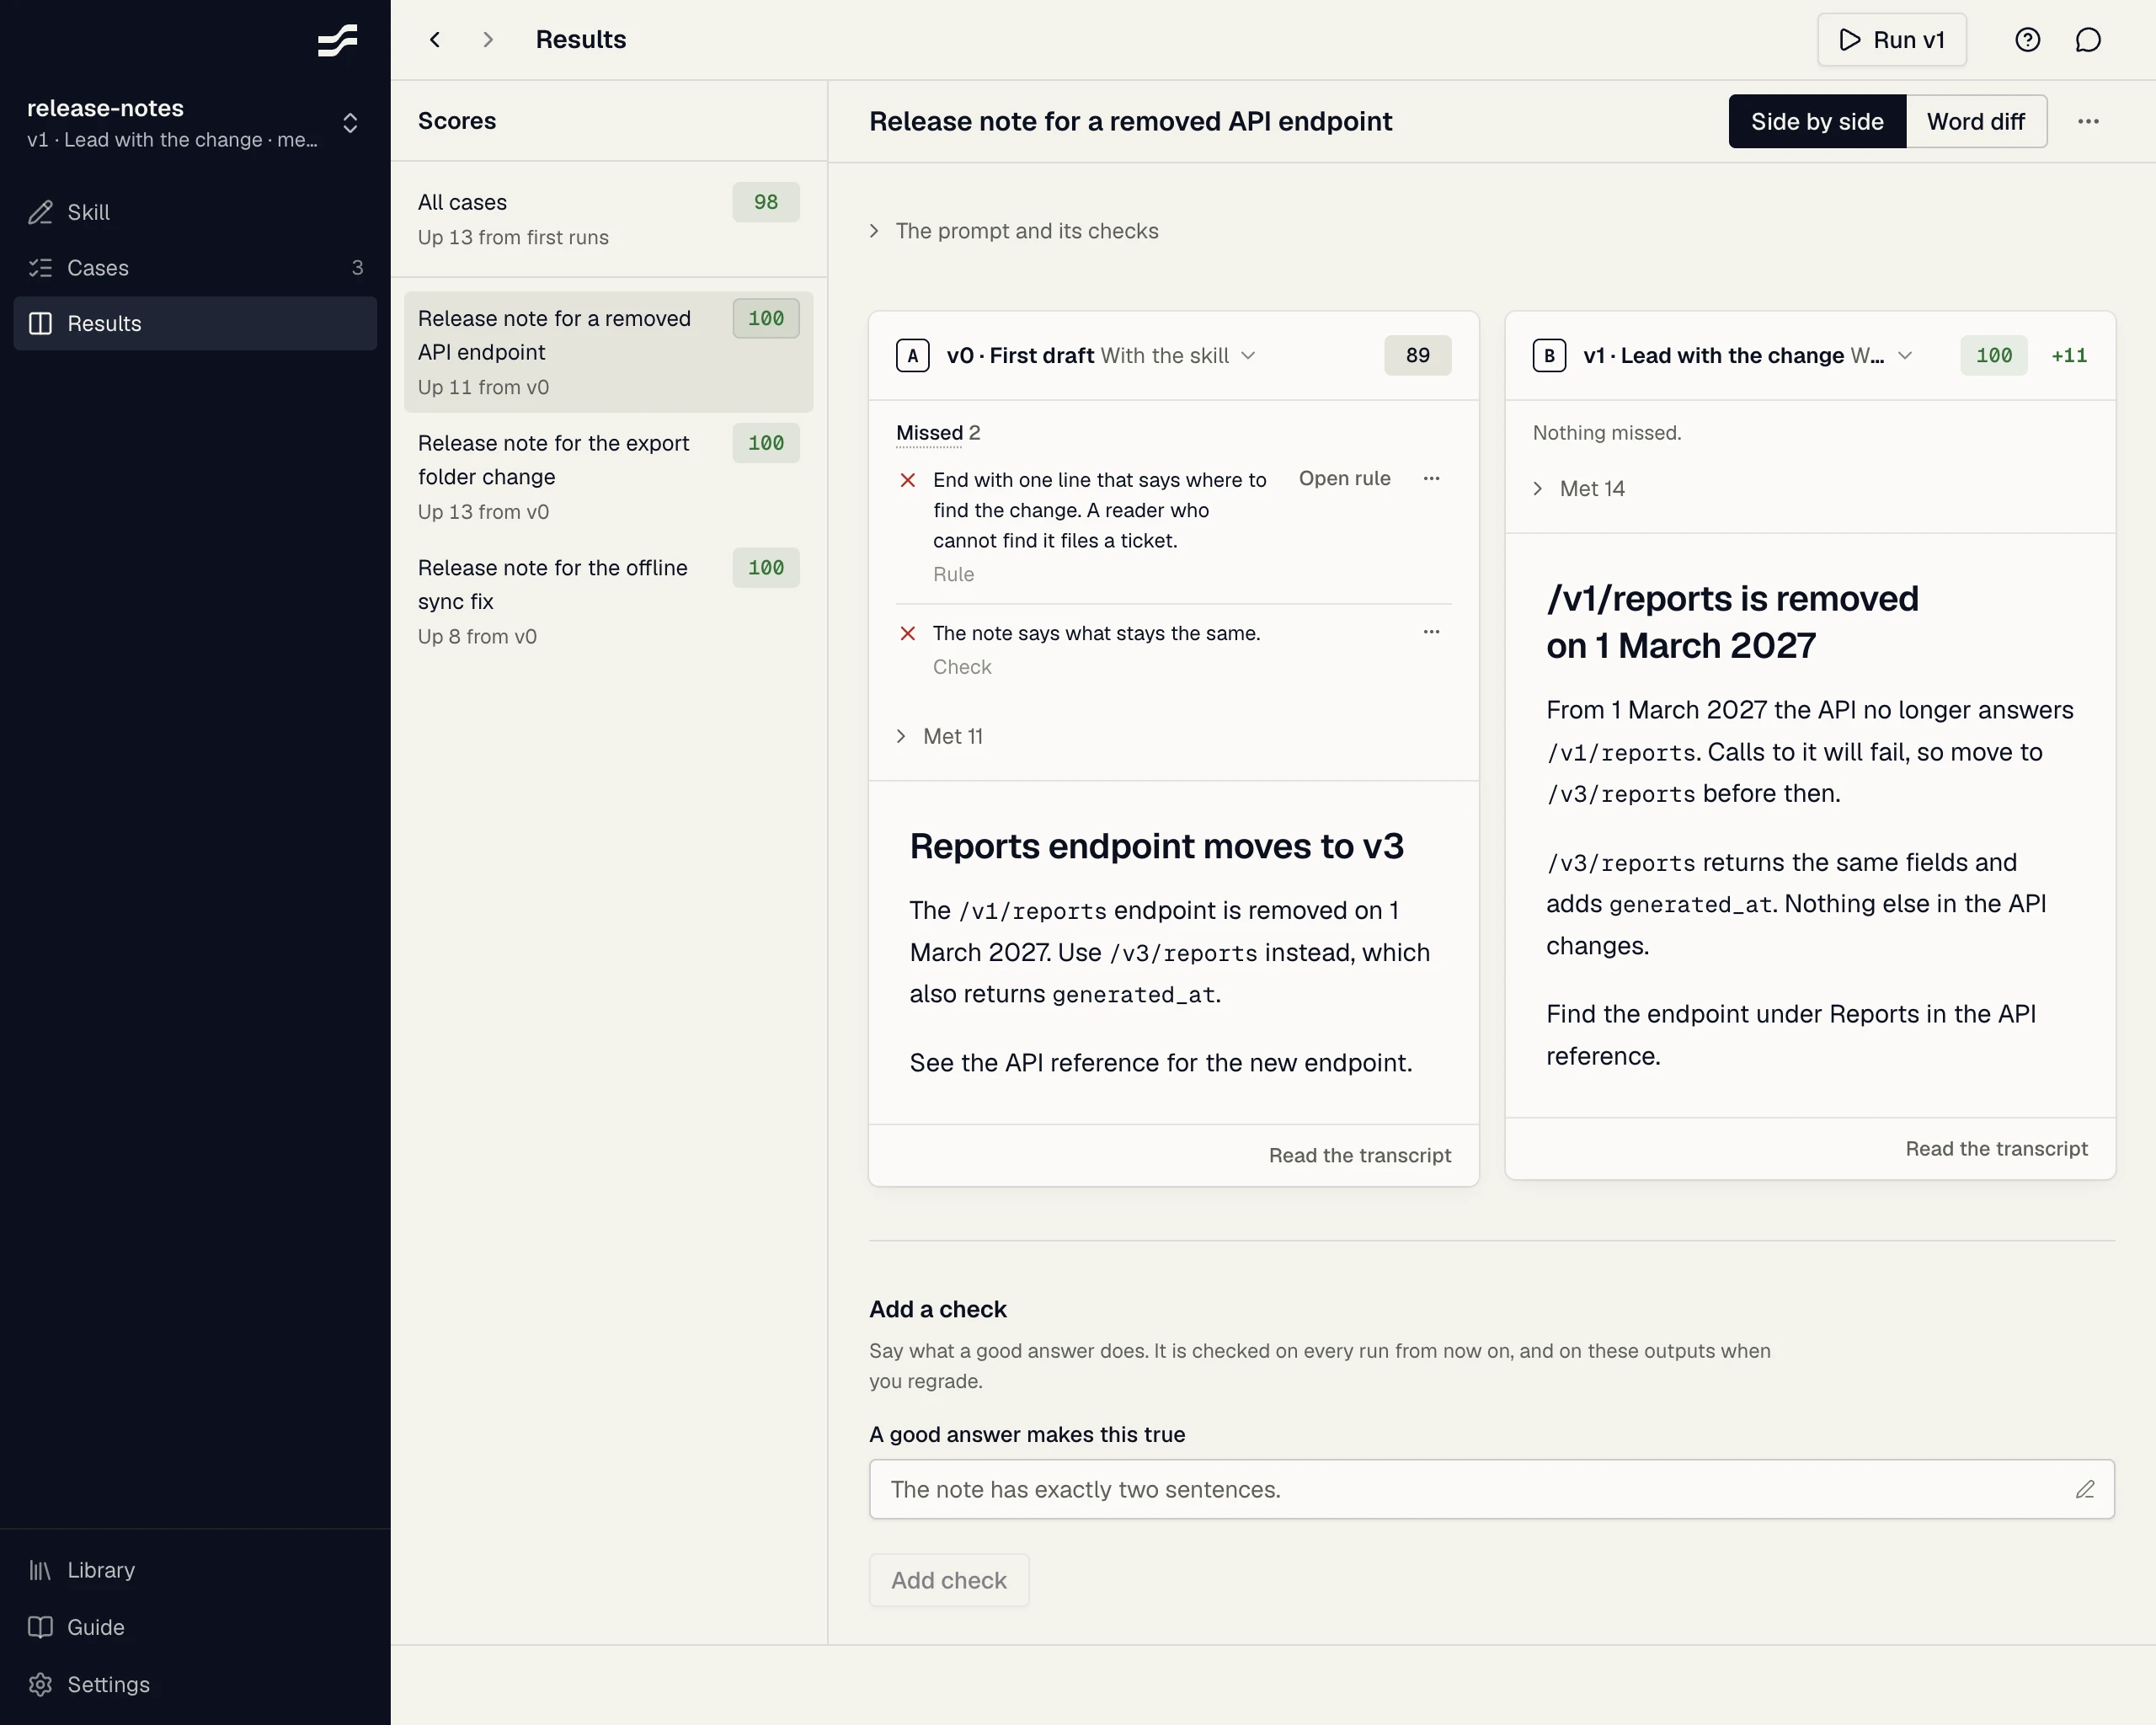 release-notes
v1 · Lead with the change · me...
Skill
Cases
3
Results
Library
Guide
Settings
Results
Run v1
Scores
All cases
98
Up 13 from first runs
Release note for a removed
API endpoint
100
Up 11 from v0
Release note for the export
folder change
100
Up 13 from v0
Release note for the offline
sync fix
100
Up 8 from v0
Release note for a removed API endpoint
Side by side
Word diff
The prompt and its checks
A
v0 · First draft With the skill
89
Missed 2
End with one line that says where to
find the change. A reader who
cannot find it files a ticket.
Open rule
Rule
The note says what stays the same.
Check
Met 11
Reports endpoint moves to v3
The /v1/reports endpoint is removed on 1
March 2027. Use /v3/reports instead, which
also returns generated_at.
See the API reference for the new endpoint.
Read the transcript
B
v1 · Lead with the change W...
100
+11
Nothing missed.
Met 14
/v1/reports is removed
on 1 March 2027
From 1 March 2027 the API no longer answers
/v1/reports. Calls to it will fail, so move to
/v3/reports before then.
/v3/reports returns the same fields and
adds generated_at. Nothing else in the API
changes.
Find the endpoint under Reports in the API
reference.
Read the transcript
Add a check
Say what a good answer does. It is checked on every run from now on, and on these outputs when
you regrade.
A good answer makes this true
The note has exactly two sentences.
Add check